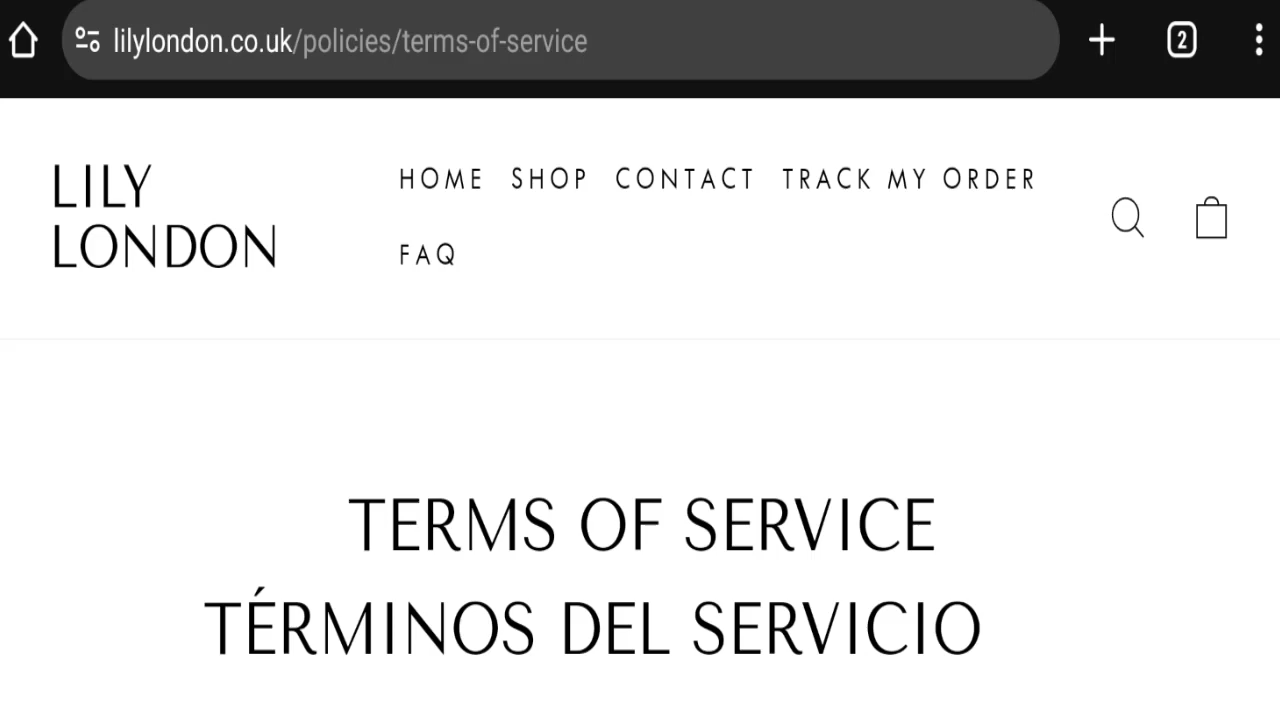 lilylondon.co.uk/policies/terms-of-service
2
LILY
LONDON
HOME SHOP CONTACT TRACK MY ORDER
FAQ
TERMS OF SERVICE
TÉRMINOS DEL SERVICIO